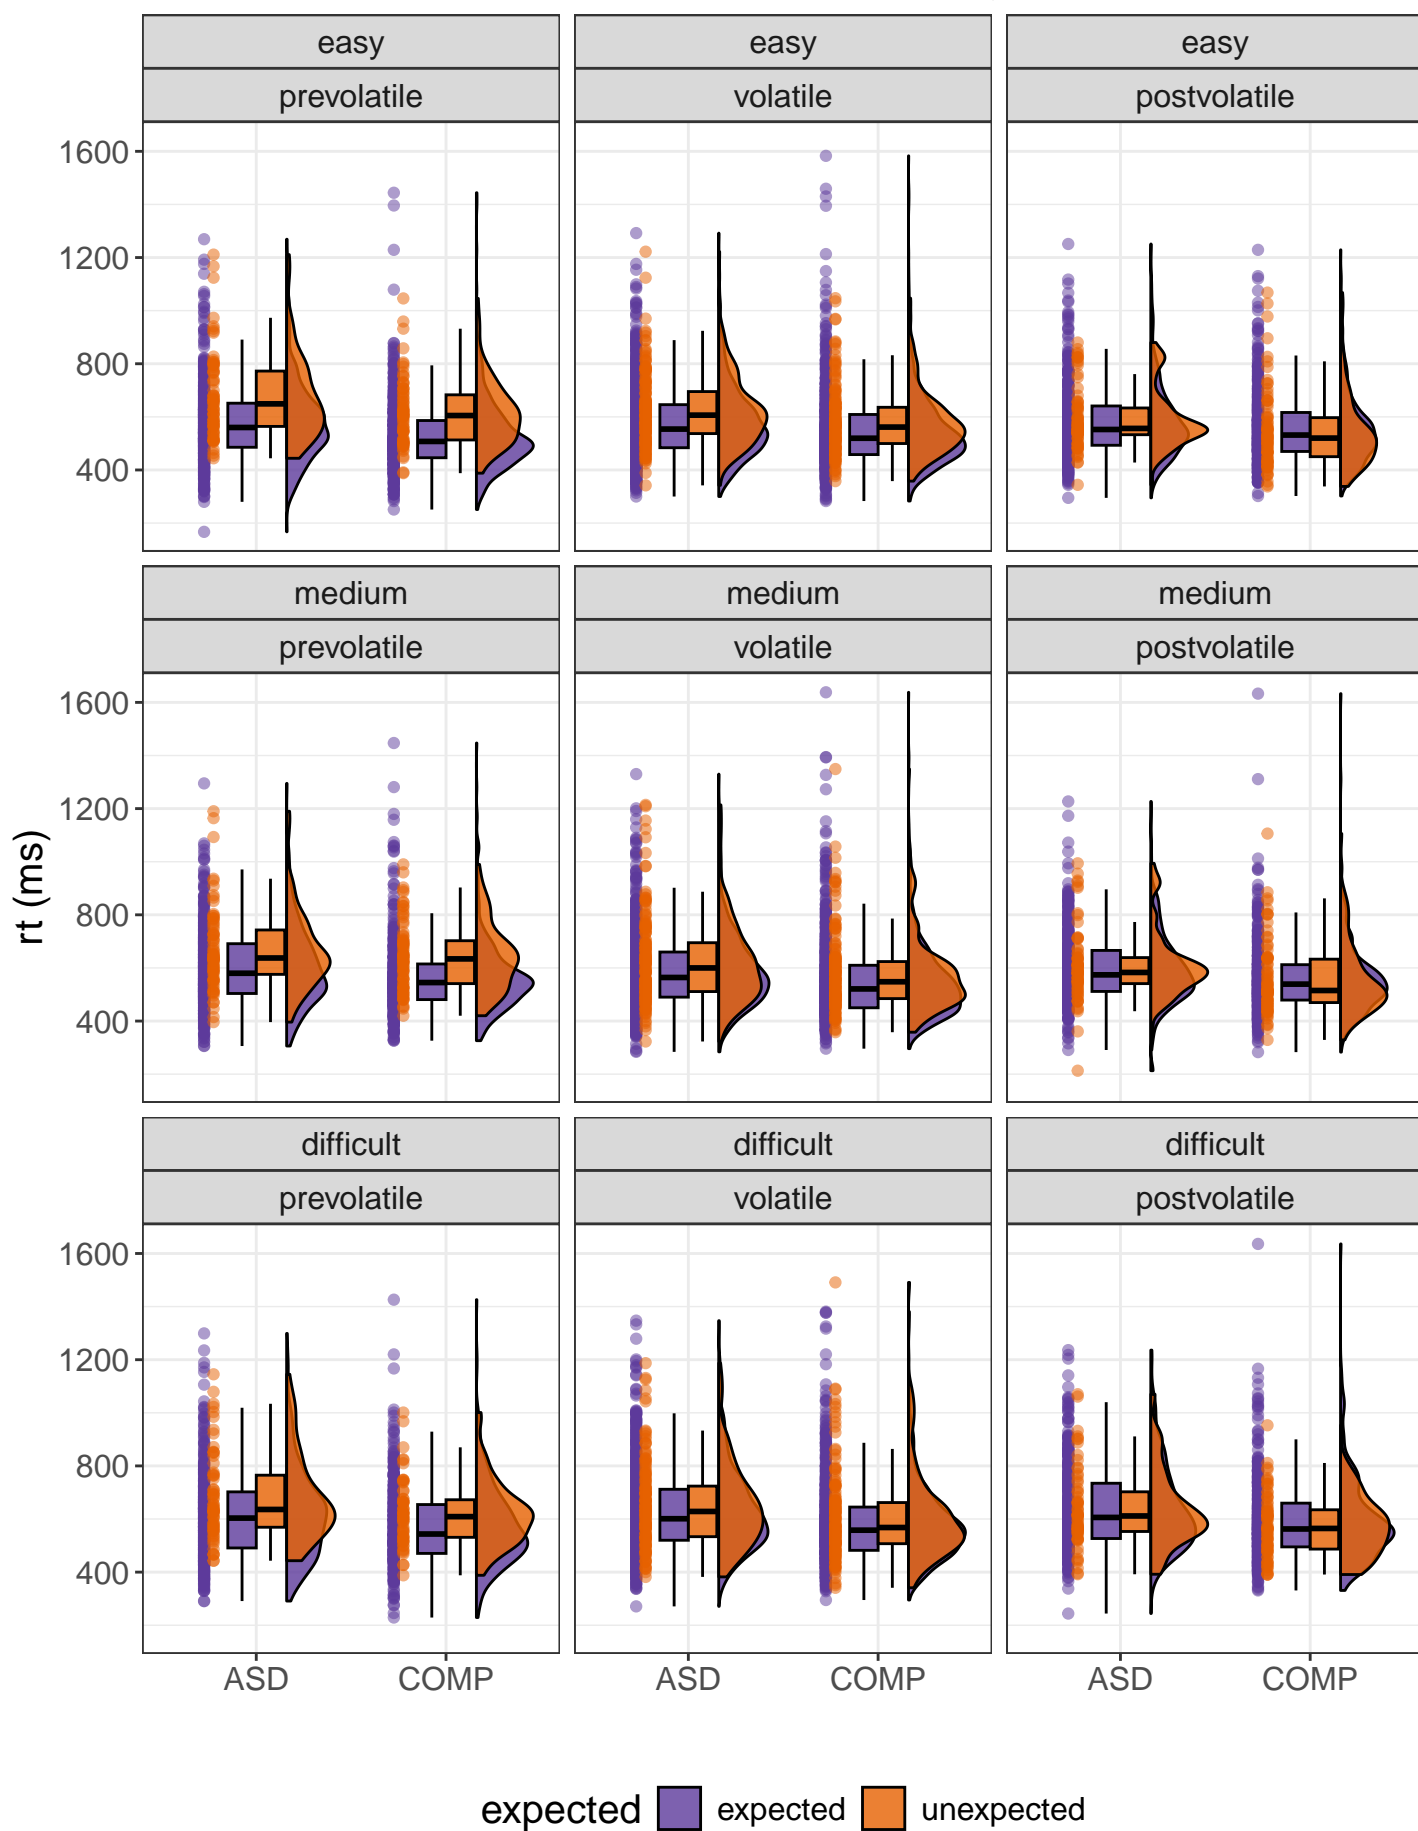 easy easy easy
prevolatile volatile postvolatile
1600
1200
800
400
medium medium medium
prevolatile volatile postvolatile
1600
1200
800
400
rt (ms)
difficult difficult difficult
prevolatile volatile postvolatile
1600
1200
800
400
ASD COMP ASD COMP ASD COMP
expected expected unexpected